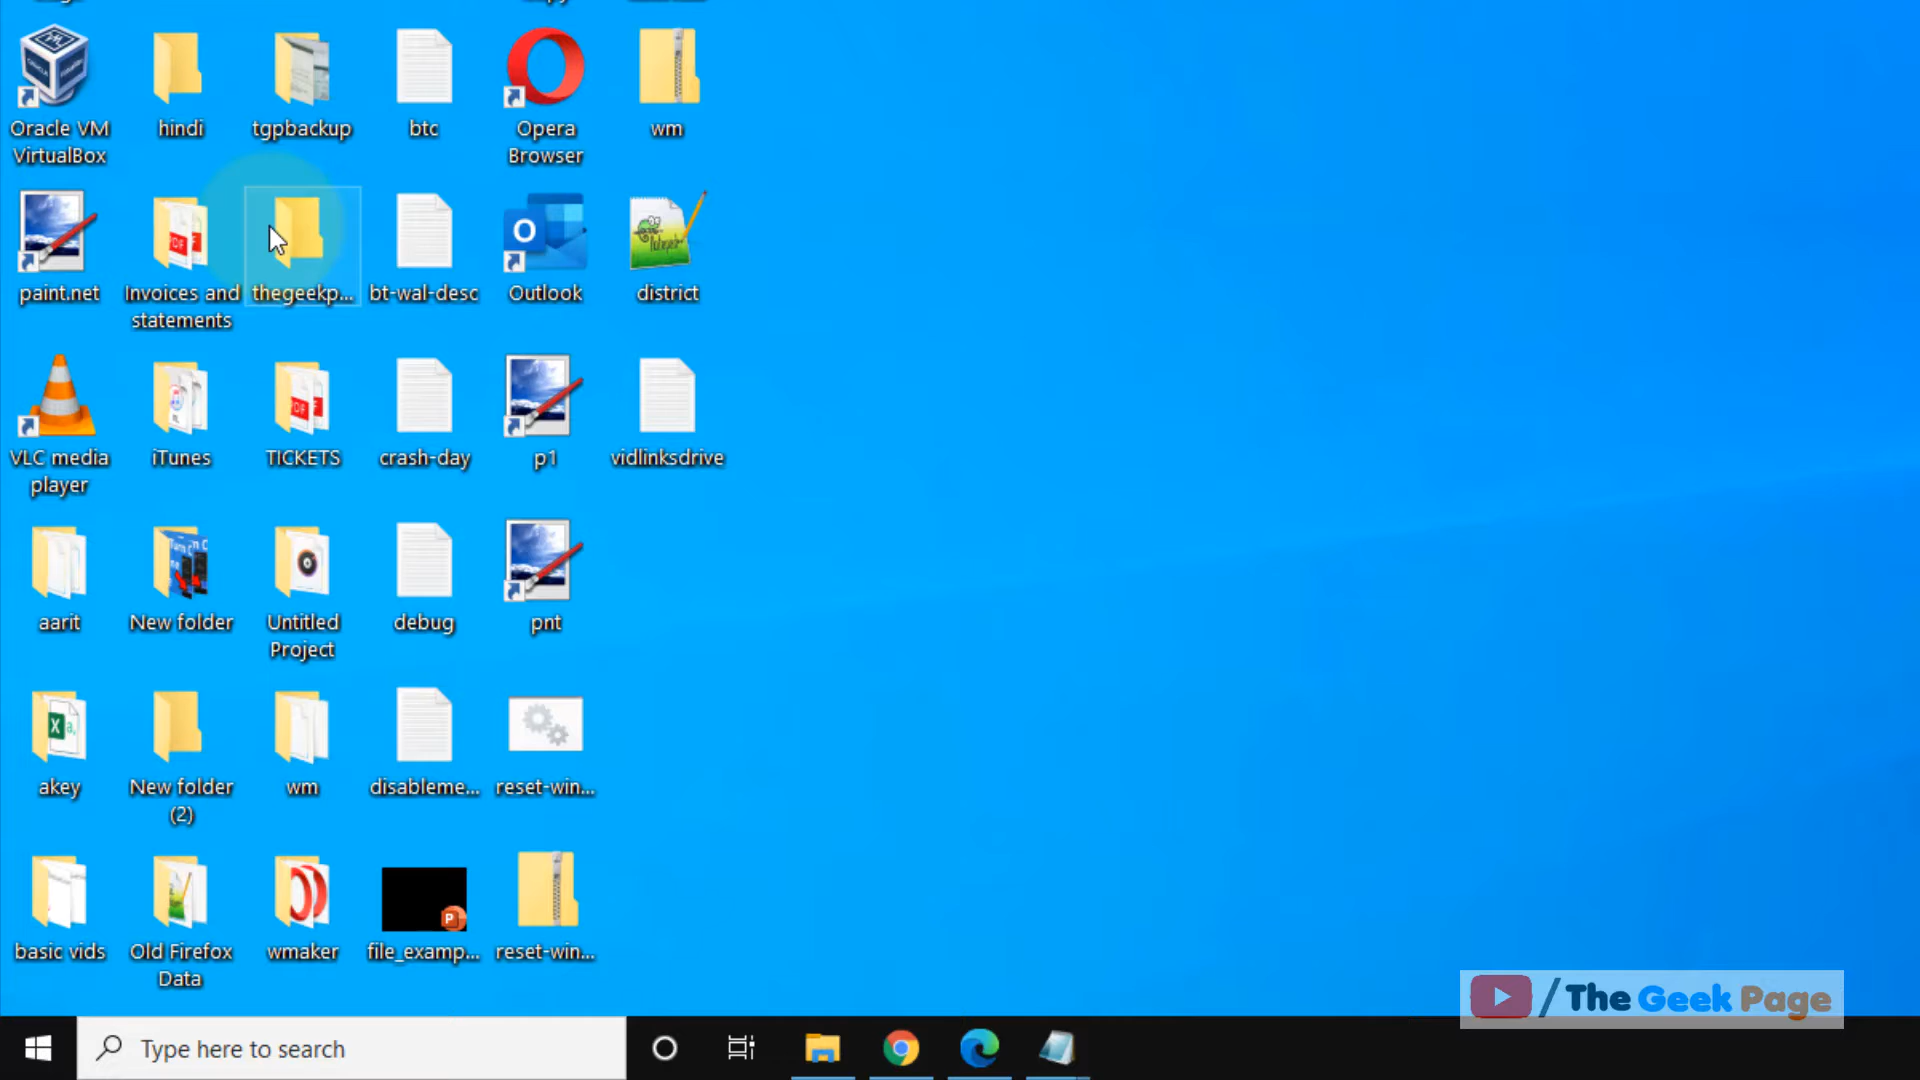 Oracle VM
VirtualBox
hindi
tgpbackup
btc
Opera
Browser
wm
paint.net
Invoices and
statements
thegeekp...
bt-wal-desc
Outlook
district
VLC media
player
iTunes
TICKETS
crash-day
p1
vidlinksdrive
aarit
New folder
Untitled
Project
debug
pnt
akey
New folder
(2)
wm
disableme...
reset-win...
basic vids
Old Firefox
Data
wmaker
file_examp...
reset-win...
/The Geek Page
Type here to search